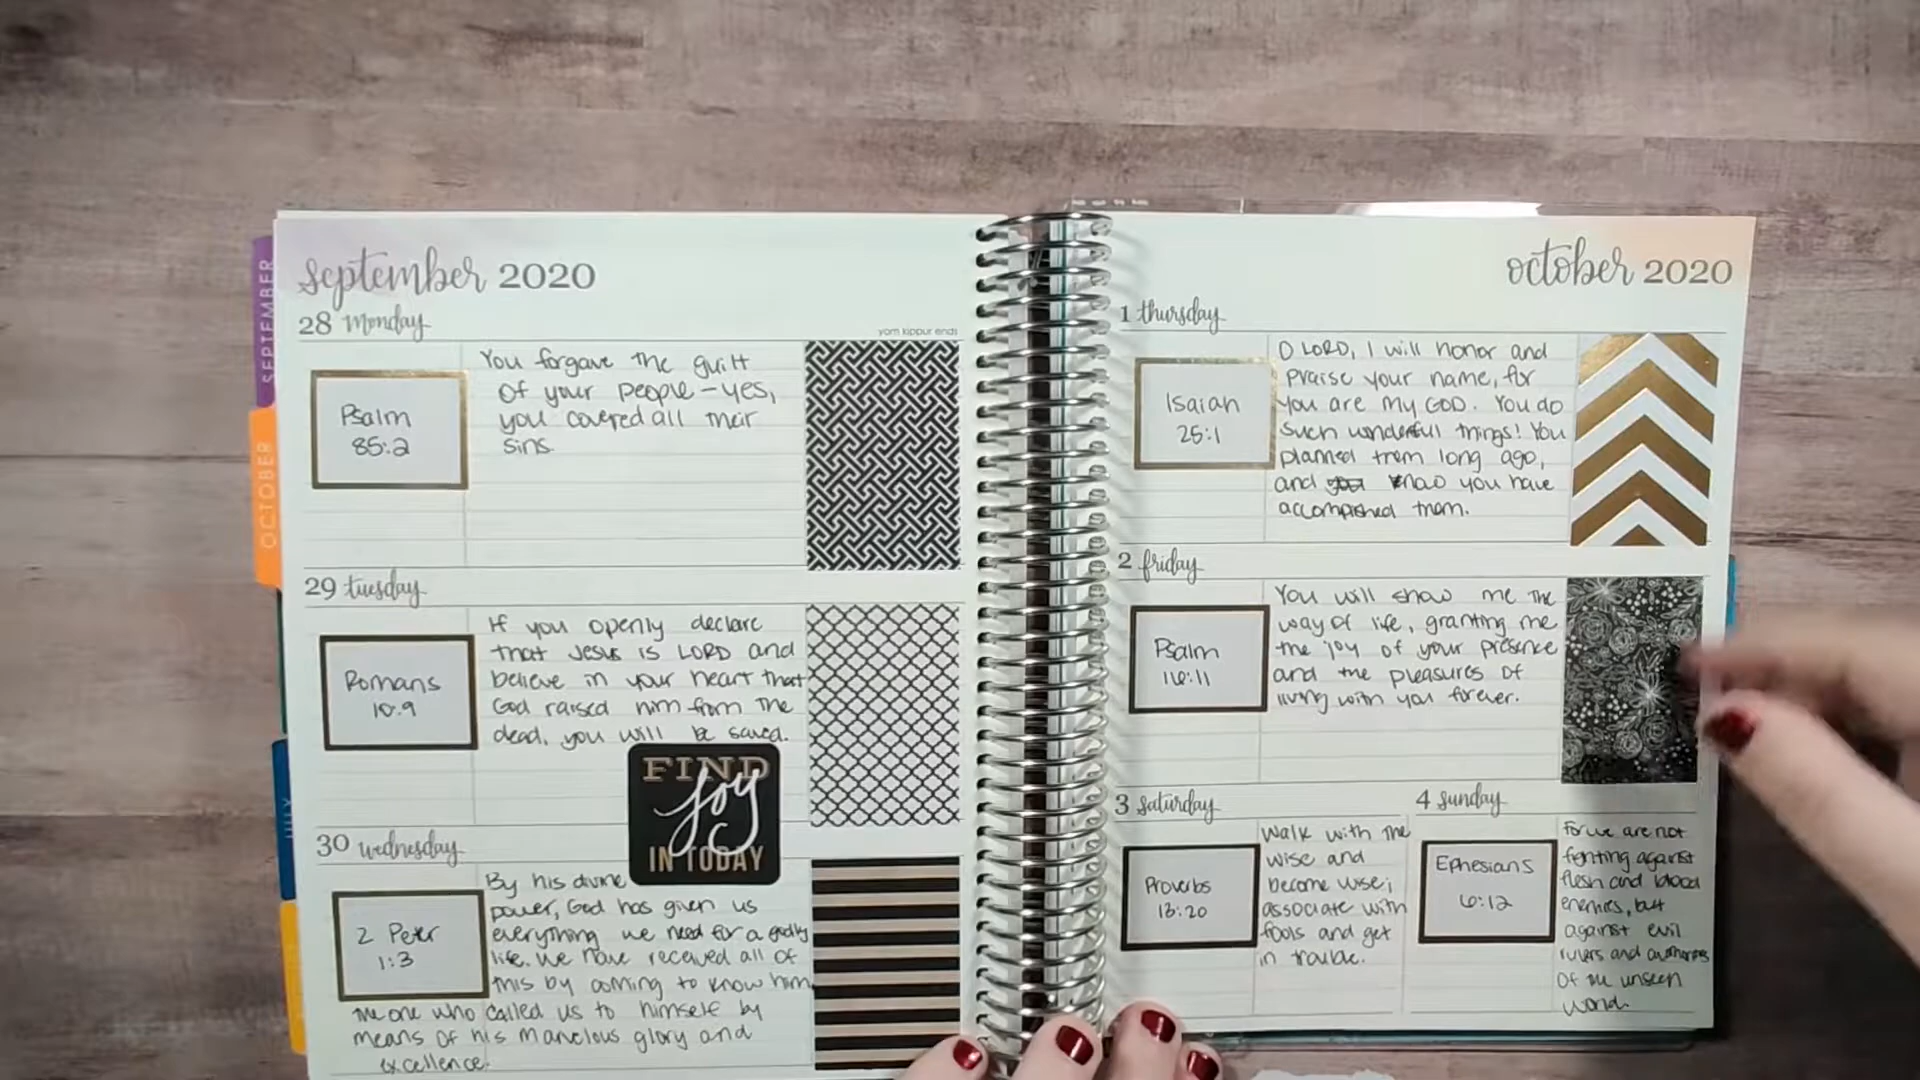 september 2020
28 monday
yom kippur ends
Psalm
85:2
You forgave the guilt
of your people - yes,
you covered all their
sins.
29 tuesday
Romans
10:9
If you openly declare
that Jesus is LORD and
believe in your heart that
God raised him from the
dead, you will be saved.
FIND
joy
IN TODAY
30 wednesday
2 Peter
1:3
By his divine
power, God has given us
everything we need for a godly
life. We have received all of
this by coming to know him,
the one who called us to himself by
means of his marvelous glory and
excellence.
october 2020
1 thursday
Isaiah
25:1
O LORD, I will honor and
praise your name, for
you are my GOD. You do
such wonderful things! You
planned them long ago,
and now you have
accomplished them.
2 friday
Psalm
16:11
You will show me the
way of life, granting me
the joy of your presence
and the pleasures of
living with you forever.
3 saturday
Proverbs
13:20
Walk with the
wise and
become wise;
associate with
fools and get
in trouble.
4 sunday
Ephesians
6:12
For we are not
fighting against
flesh and blood
enemies, but
against evil
rulers and authorities
of the unseen
world.
SEPTEMBER
OCTOBER